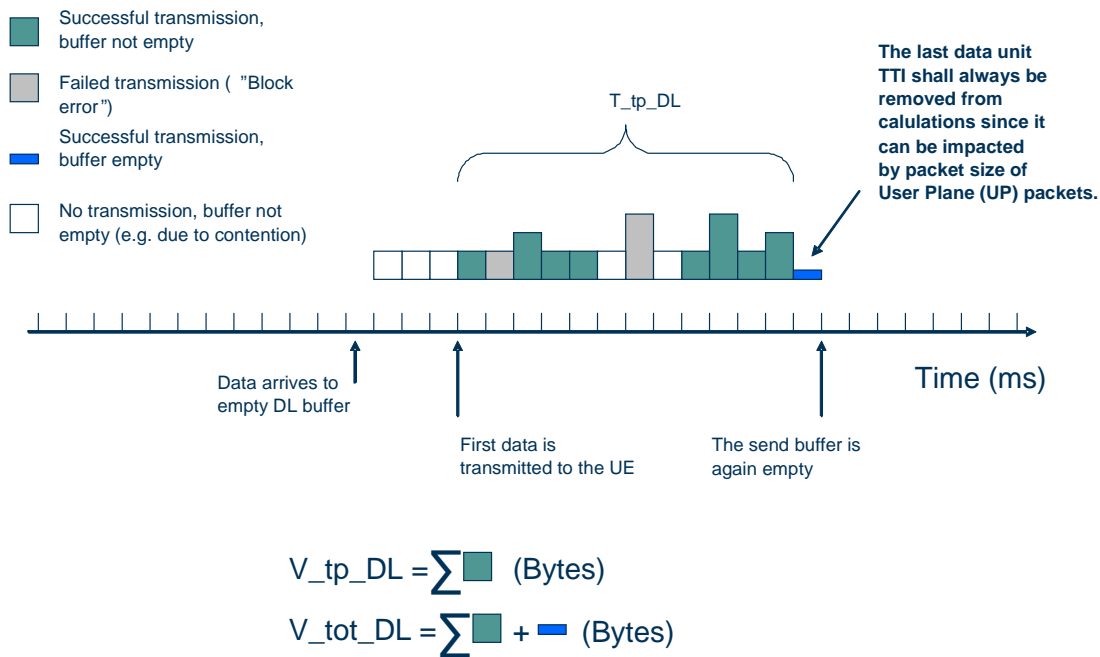 Successful transmission,
buffer not empty
Failed transmission ( ”Block
error”)
Successful transmission,
buffer empty
No transmission, buffer not
empty (e.g. due to contention)
T_tp_DL
The last data unit
TTI shall always be
removed from
calulations since it
can be impacted
by packet size of
User Plane (UP) packets.
Data arrives to
empty DL buffer
First data is
transmitted to the UE
The send buffer is
again empty
Time (ms)
V_tp_DL =∑ (Bytes)
V_tot_DL =∑ + (Bytes)